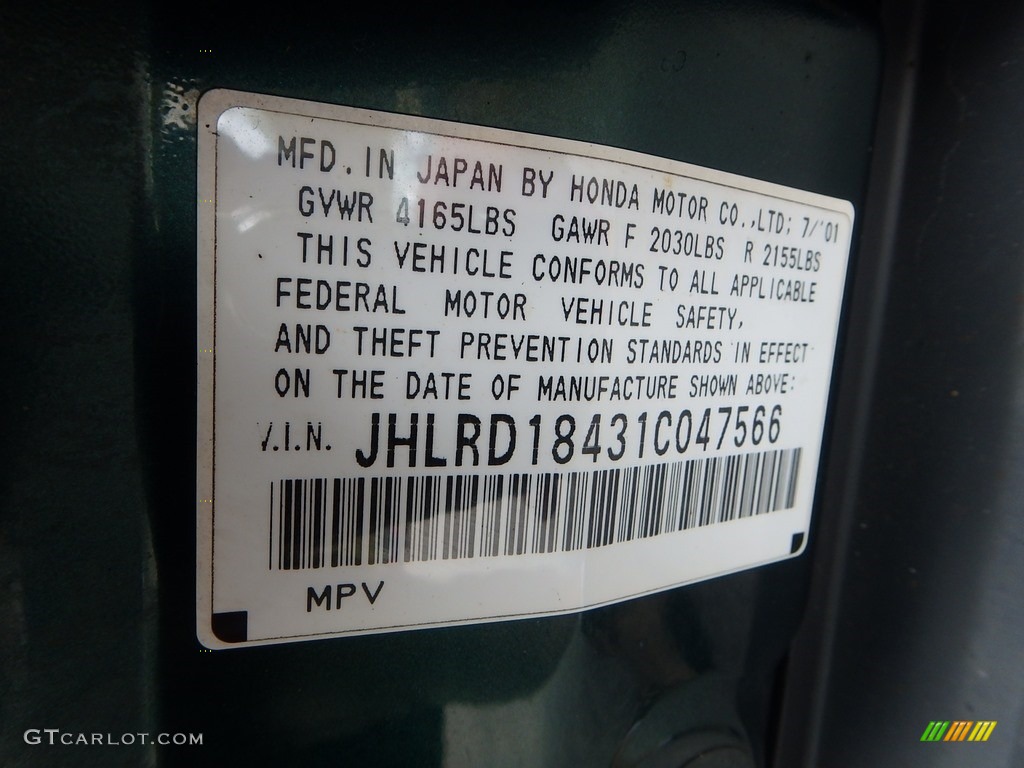 MFD. IN JAPAN BY HONDA MOTOR CO.,LTD; 7/'01
GVWR 4165LBS GAWR F 2030LBS R 2155LBS
THIS VEHICLE CONFORMS TO ALL APPLICABLE
FEDERAL MOTOR VEHICLE SAFETY,
AND THEFT PREVENTION STANDARDS IN EFFECT
ON THE DATE OF MANUFACTURE SHOWN ABOVE:
V.I.N. JHLRD18431C047566
MPV
GTCARLOT.COM